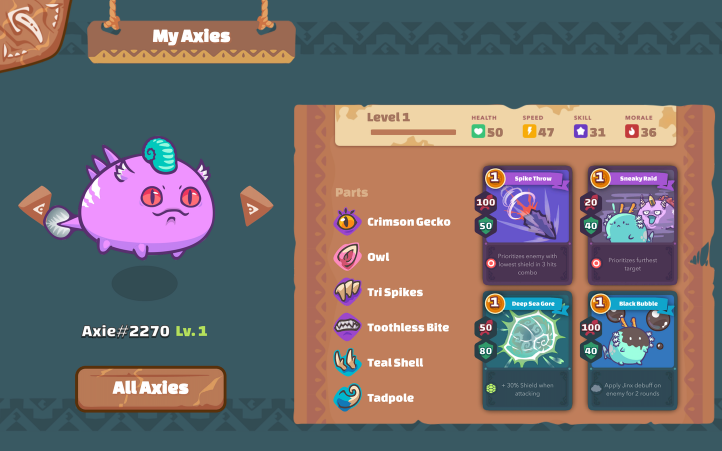 My Axies
Level 1
HEALTH
50
SPEED
47
SKILL
31
MORALE
36
Parts
Crimson Gecko
Owl
Tri Spikes
Toothless Bite
Teal Shell
Tadpole
1
Spike Throw
100
50
Prioritizes enemy with
lowest shield in 3 hits
combo
1
Sneaky Raid
20
40
Prioritizes furthest
target
1
Deep Sea Gore
50
80
+ 30% Shield when
attacking
1
Black Bubble
100
40
Apply Jinx debuff on
enemy for 2 rounds
Axie#2270 Lv. 1
All Axies